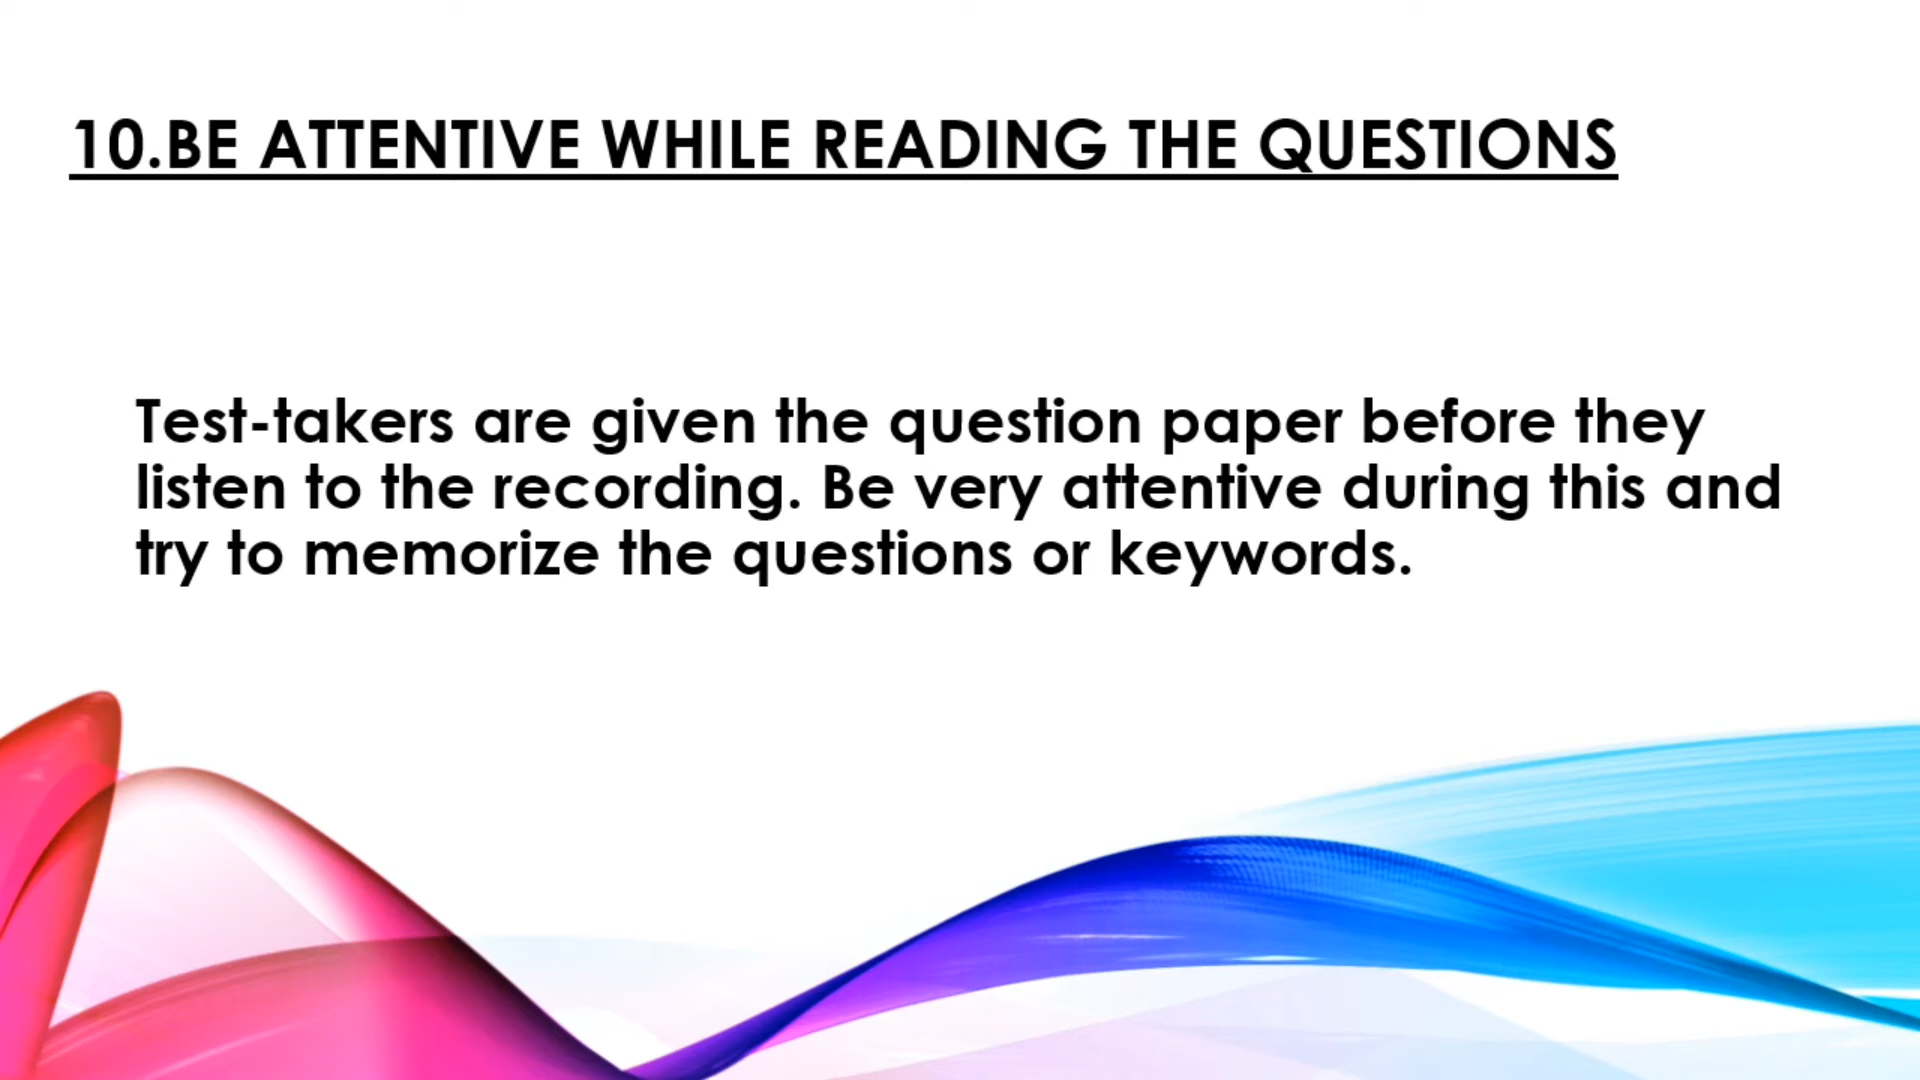 10.BE ATTENTIVE WHILE READING THE QUESTIONS
Test-takers are given the question paper before they
listen to the recording. Be very attentive during this and
try to memorize the questions or keywords.